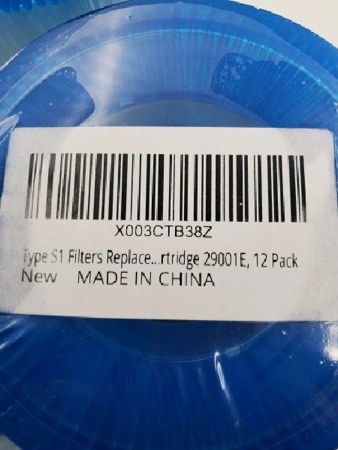 X003CTB38Z
Type S1 Filters Replace...rtridge 29001E, 12 Pack
New MADE IN CHINA